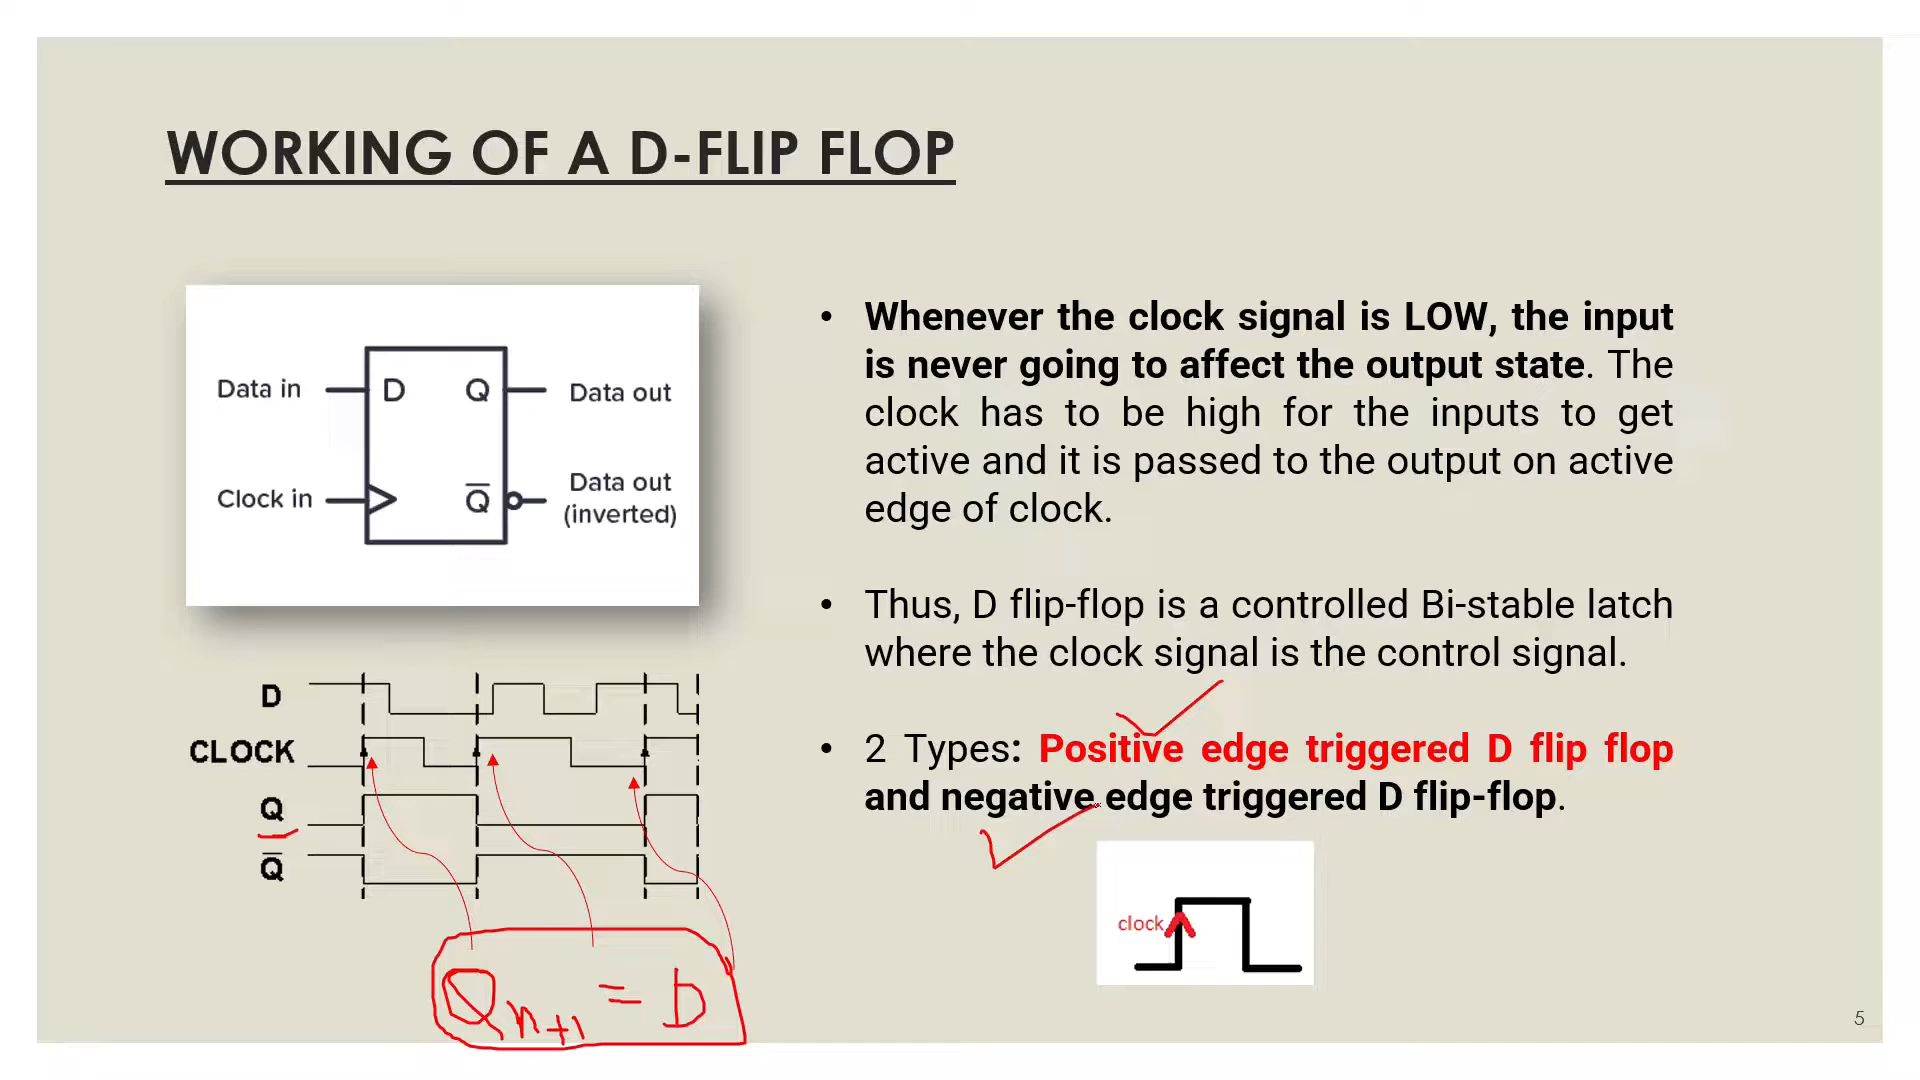 WORKING OF A D-FLIP FLOP
Data in
D
Q
Data out
Clock in
Q̅
Data out
(inverted)
D
CLOCK
Q
Q̅
Qn+1 = D
• Whenever the clock signal is LOW, the input
is never going to affect the output state. The
clock has to be high for the inputs to get
active and it is passed to the output on active
edge of clock.
• Thus, D flip-flop is a controlled Bi-stable latch
where the clock signal is the control signal.
• 2 Types: Positive edge triggered D flip flop
and negative edge triggered D flip-flop.
clock
5